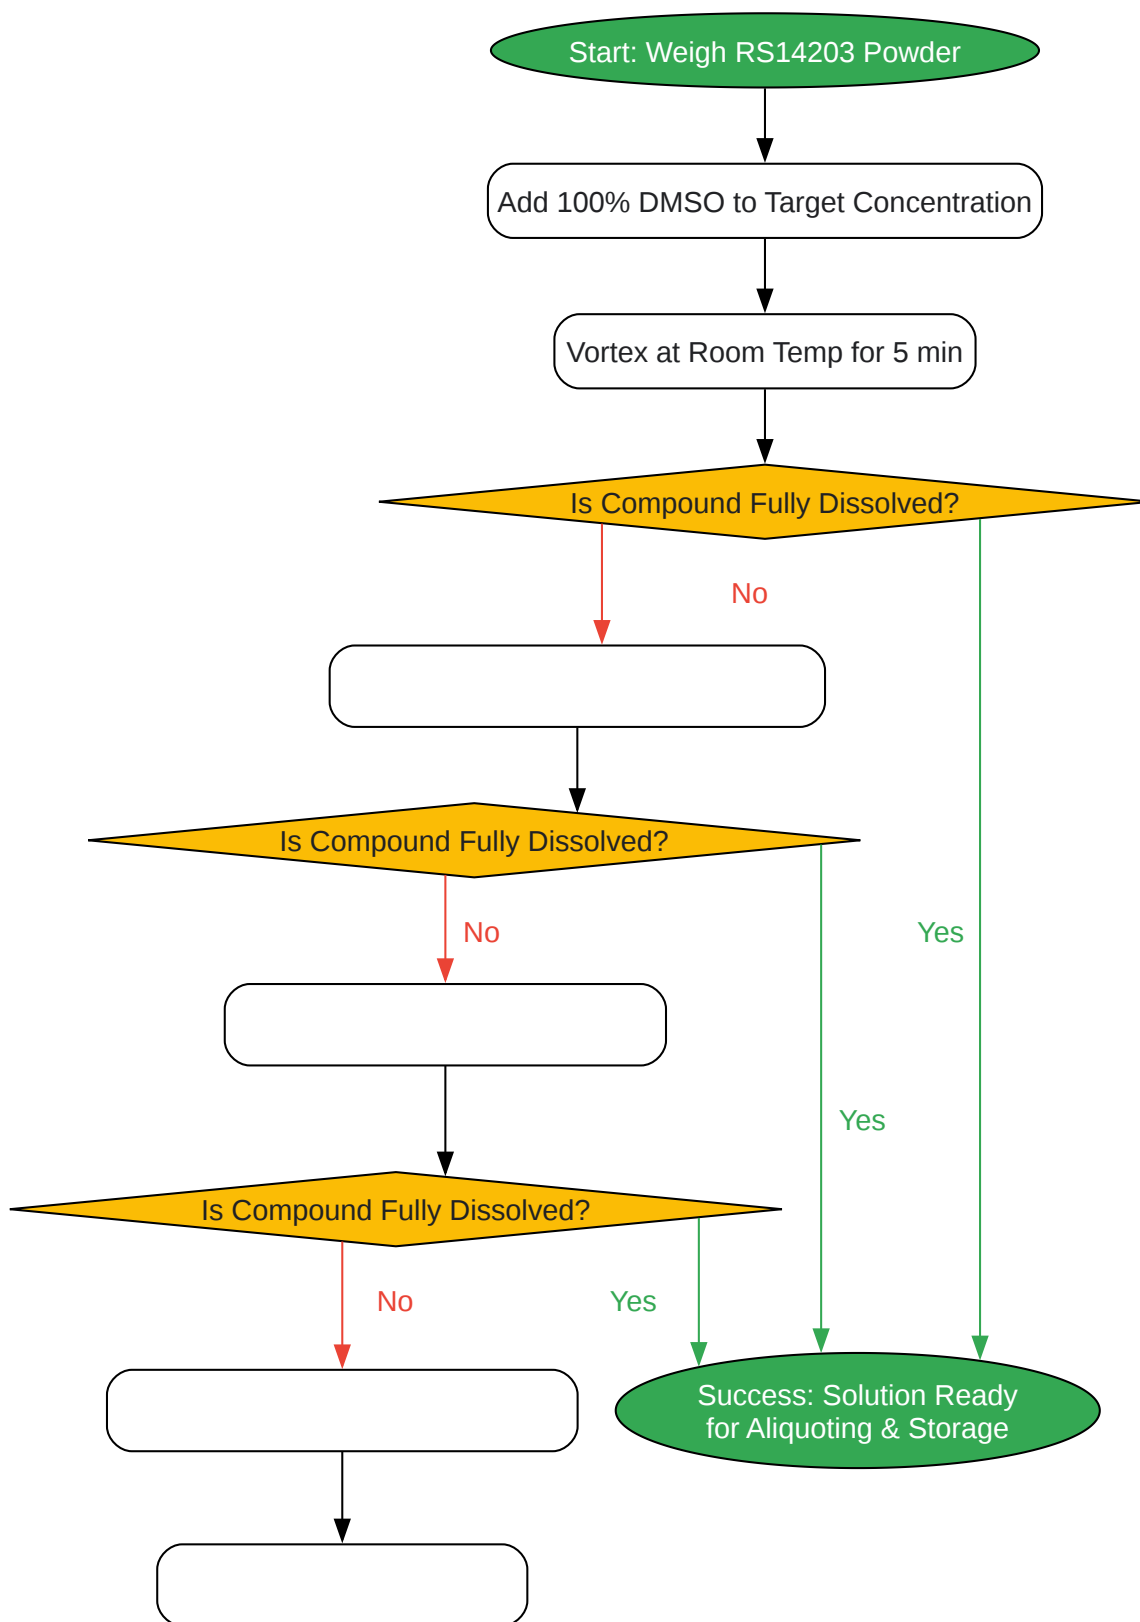 Start: Weigh RS14203 Powder
Add 100% DMSO to Target Concentration
Vortex at Room Temp for 5 min
Is Compound Fully Dissolved?
No
Is Compound Fully Dissolved?
No
Yes
Yes
Is Compound Fully Dissolved?
No
Yes
Success: Solution Ready
for Aliquoting & Storage